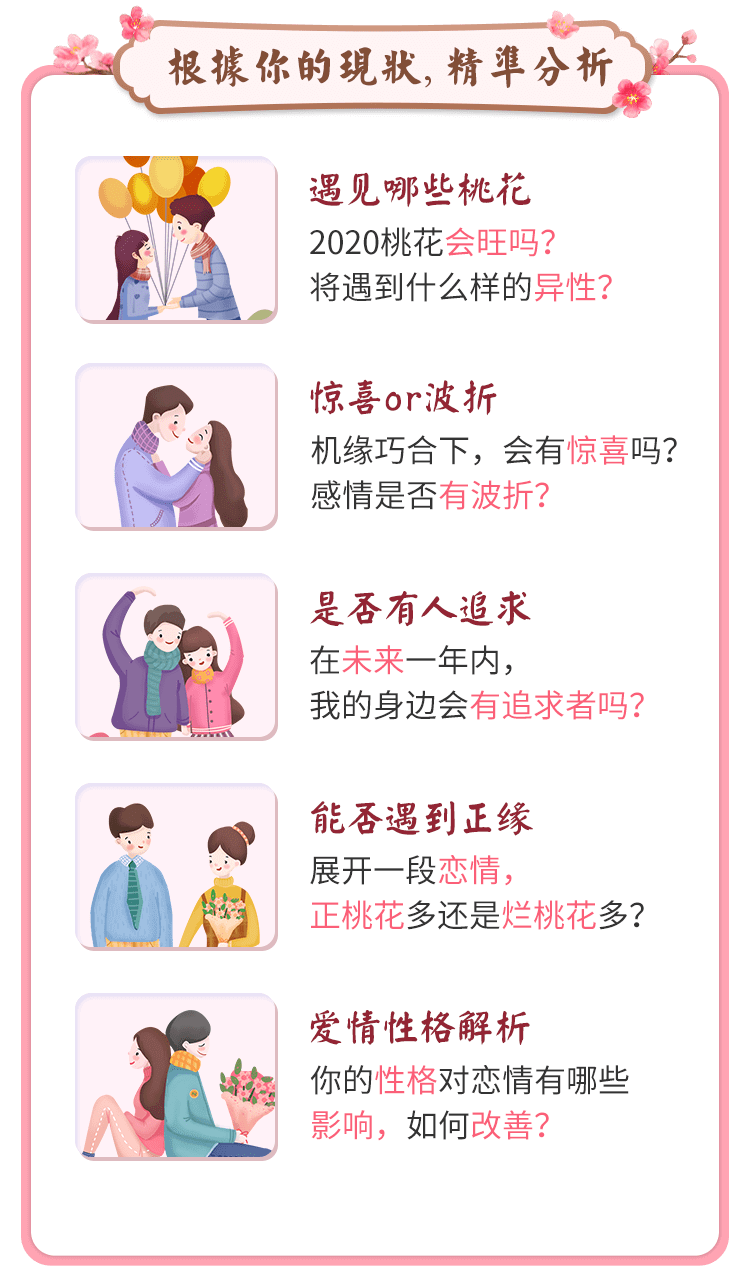 根據你的現狀,精準分析
遇见哪些桃花
2020桃花会旺吗?
将遇到什么样的异性?
惊喜or波折
机缘巧合下，会有惊喜吗?
感情是否有波折?
是否有人追求
在未来一年内，
我的身边会有追求者吗?
能否遇到正缘
展开一段恋情，
正桃花多还是烂桃花多?
爱情性格解析
你的性格对恋情有哪些
影响，如何改善?